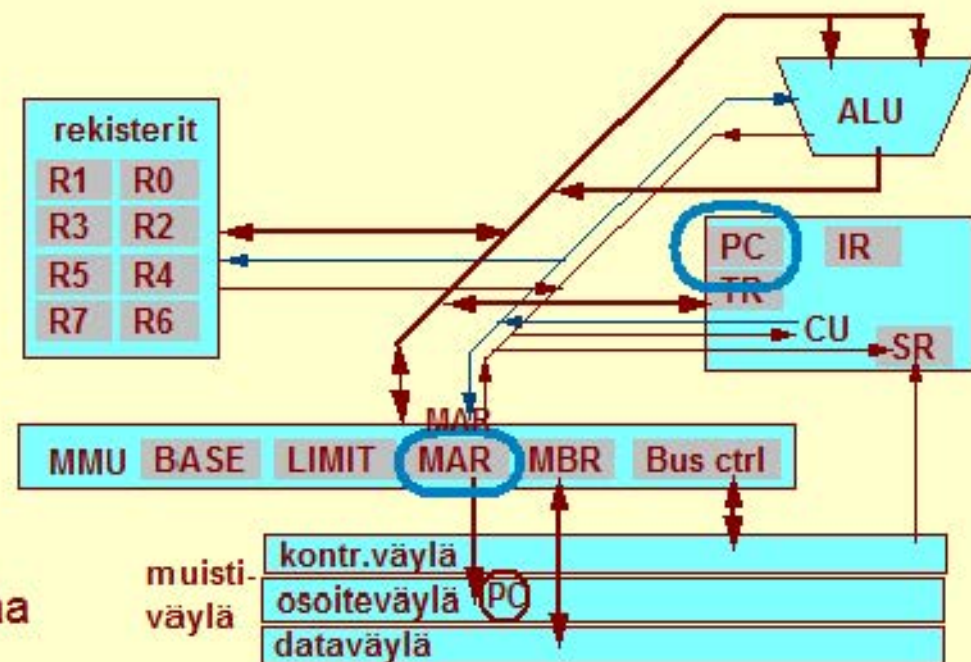 ALU
rekisterit
R1 R0
R3 R2
R5 R4
R7 R6
PC IR
TR
CU
SR
MAR
MMU BASE LIMIT MAR MBR Bus ctrl
muisti-
väylä
kontr.väylä
osoiteväylä PC
dataväylä